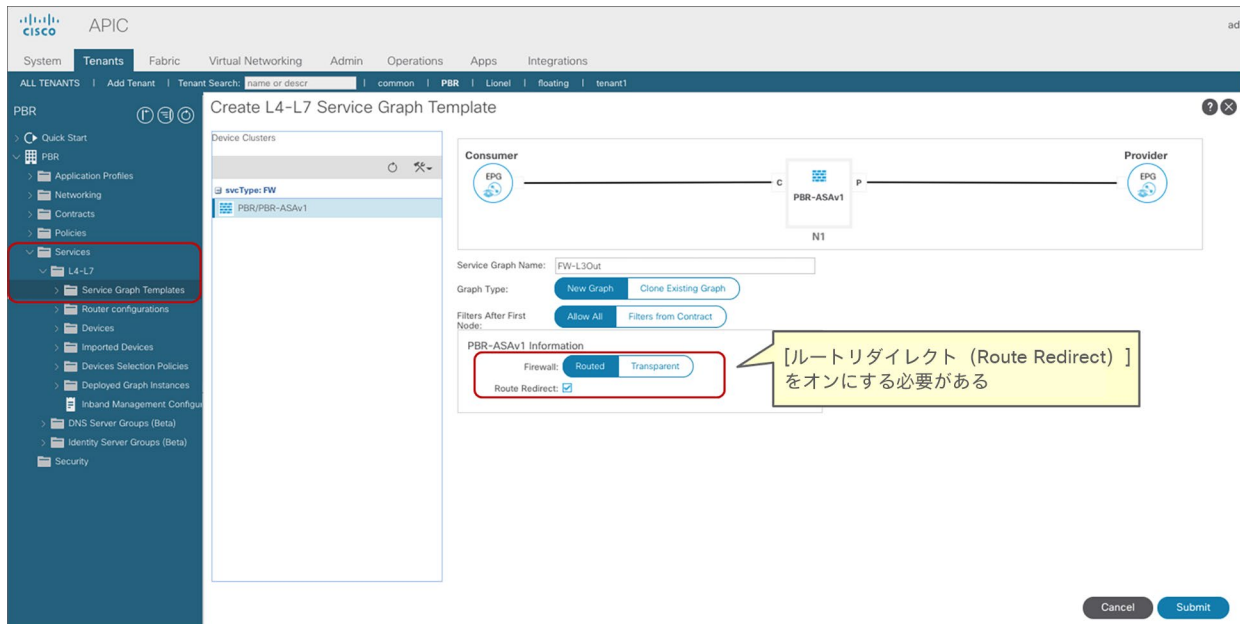 cisco
APIC
ad
System Tenants Fabric Virtual Networking Admin Operations Apps Integrations
ALL TENANTS | Add Tenant | Tenant Search: name or descr | common | PBR | Lionel | floating | tenant1
PBR
Quick Start
PBR
Application Profiles
Networking
Contracts
Policies
Services
L4-L7
Service Graph Templates
Router configurations
Devices
Imported Devices
Devices Selection Policies
Deployed Graph Instances
Inband Management Configu
DNS Server Groups (Beta)
Identity Server Groups (Beta)
Security
Create L4-L7 Service Graph Template
Device Clusters
svcType: FW
PBR/PBR-ASAv1
Consumer
EPG
C
PBR-ASAv1
P
N1
Provider
EPG
Service Graph Name: FW-L3Out
Graph Type: New Graph Clone Existing Graph
Filters After First
Node: Allow All Filters from Contract
PBR-ASAv1 Information
Firewall: Routed Transparent
Route Redirect:
[ルートリダイレクト（Route Redirect）]
をオンにする必要がある
Cancel Submit